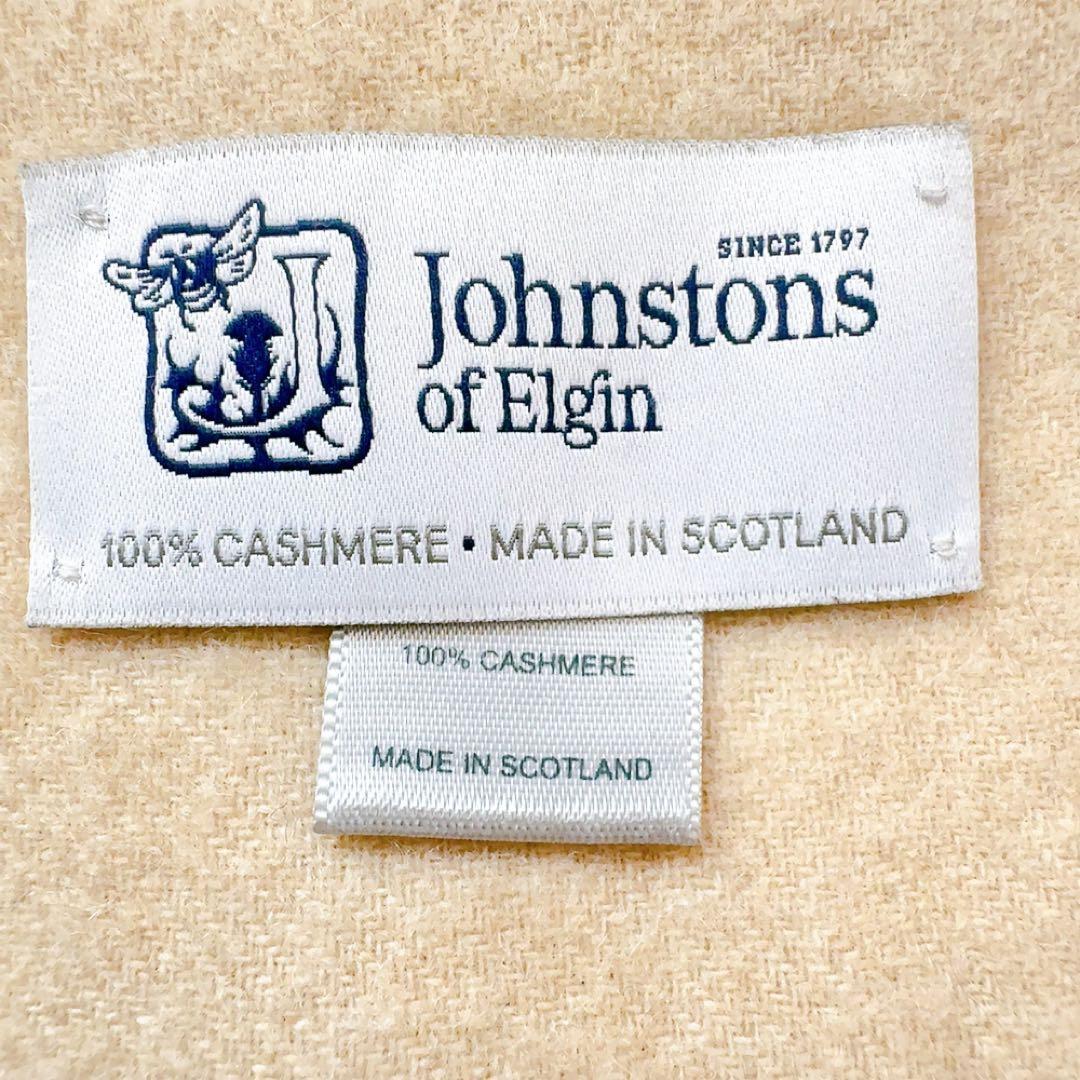 SINCE 1797
Johnstons
of Elgin
100% CASHMERE • MADE IN SCOTLAND
100% CASHMERE
MADE IN SCOTLAND